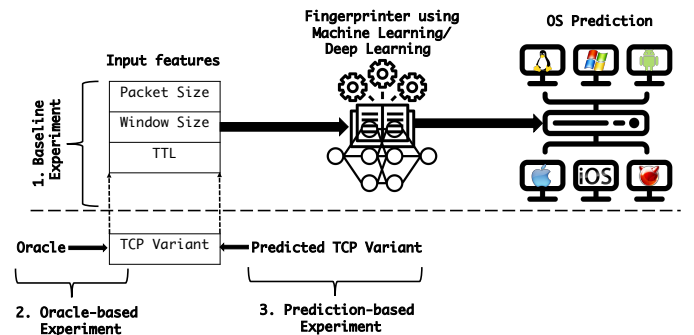 Fingerprinter using
Machine Learning/
Deep Learning
OS Prediction
Input features
Packet Size
Window Size
TTL
1. Baseline
Experiment
iOS
Oracle
TCP Variant
Predicted TCP Variant
2. Oracle-based
Experiment
3. Prediction-based
Experiment